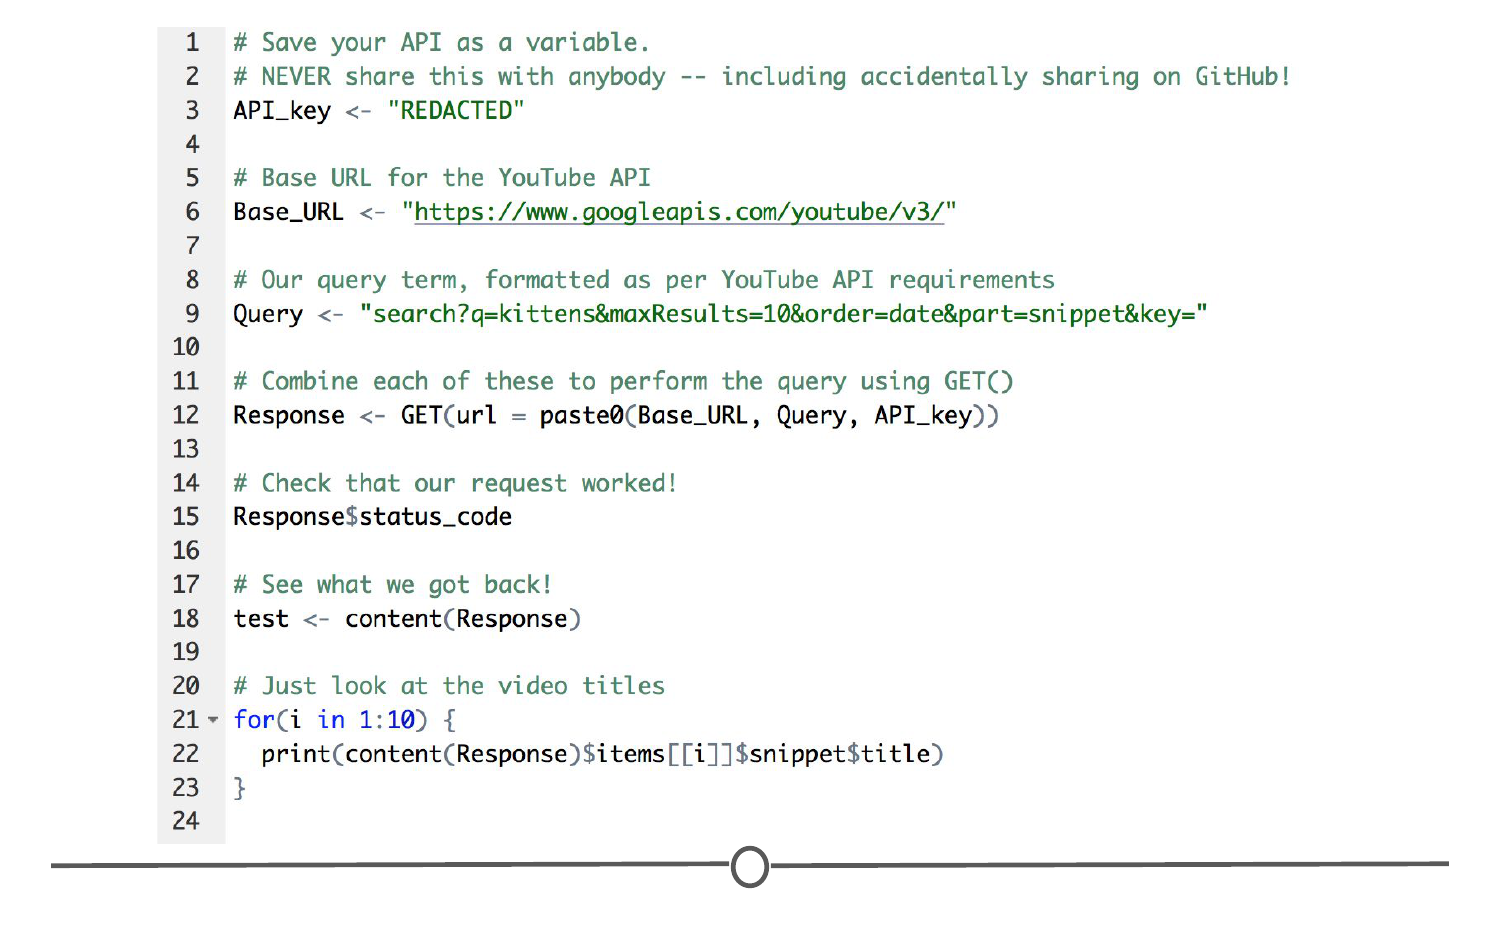 1 # Save your API as a variable.
2 # NEVER share this with anybody -- including accidentally sharing on GitHub!
3 API_key <- "REDACTED"
4
5 # Base URL for the YouTube API
6 Base_URL <- "https://www.googleapis.com/youtube/v3/"
7
8 # Our query term, formatted as per YouTube API requirements
9 Query <- "search?q=kittens&maxResults=10&order=date&part=snippet&key="
10
11 # Combine each of these to perform the query using GET()
12 Response <- GET(url = paste0(Base_URL, Query, API_key))
13
14 # Check that our request worked!
15 Response$status_code
16
17 # See what we got back!
18 test <- content(Response)
19
20 # Just look at the video titles
21 for(i in 1:10) {
22   print(content(Response)$items[[i]]$snippet$title)
23 }
24